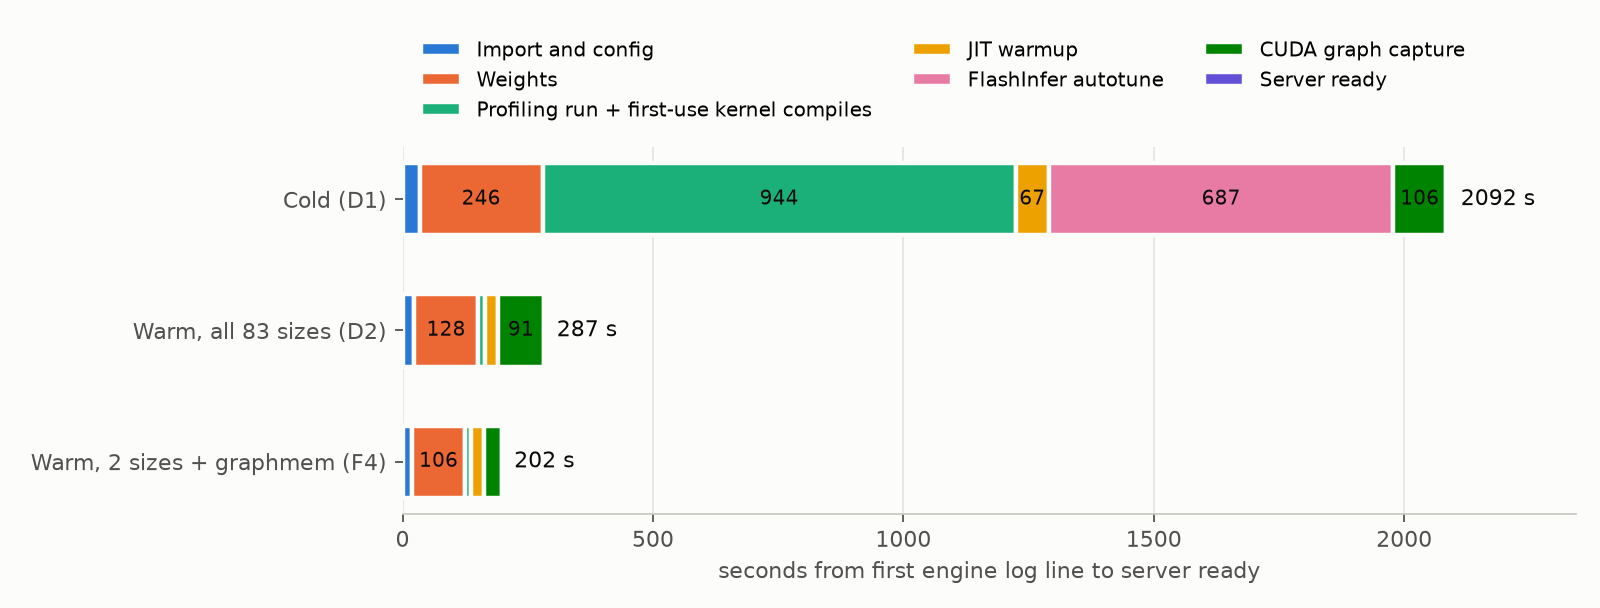 Import and config
Weights
Profiling run + first-use kernel compiles
JIT warmup
FlashInfer autotune
CUDA graph capture
Server ready
Cold (D1)
246
944
67
687
106
2092 s
Warm, all 83 sizes (D2)
128
91
287 s
Warm, 2 sizes + graphmem (F4)
106
202 s
0
500
1000
1500
2000
seconds from first engine log line to server ready